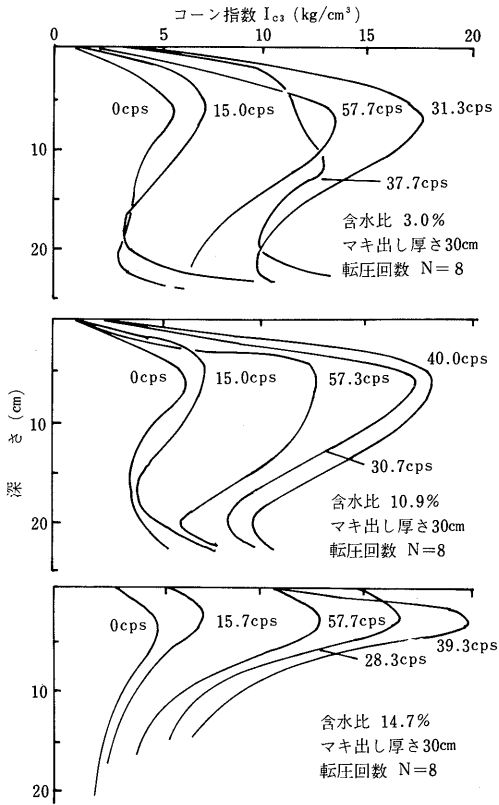 コーン指数 IC3 (kg/cm³)
0 5 10 15 20
0cps 15.0cps 57.7cps 31.3cps
10
37.7cps
含水比 3.0%
マキ出し厚さ30cm
20
転圧回数 N=8
0
40.0cps
0cps 15.0cps 57.3cps
10
深さ(cm)
30.7cps
含水比 10.9%
20
マキ出し厚さ30cm
転圧回数 N=8
0
0cps 15.7cps 57.7cps
39.3cps
28.3cps
10
含水比 14.7%
マキ出し厚さ30cm
転圧回数 N=8
20